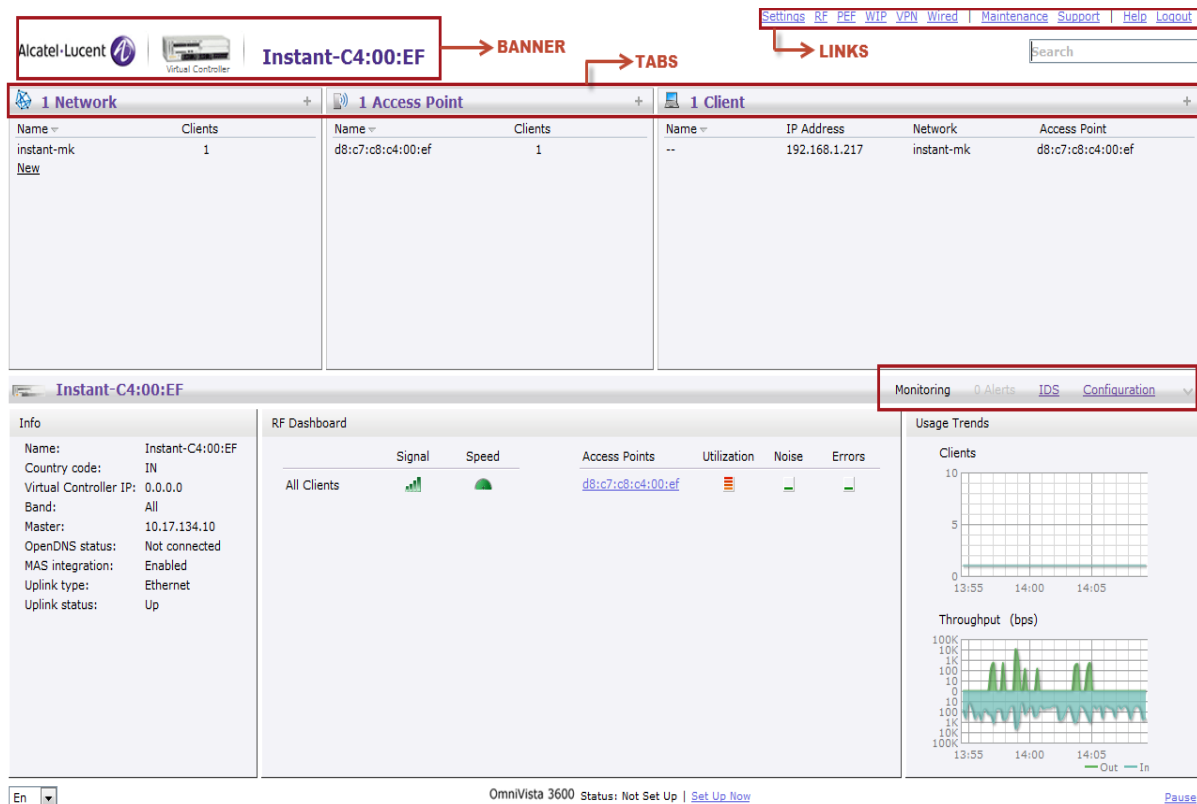 Settings RF PEF WIP VPN Wired | Maintenance Support | Help Logout
Alcatel·Lucent
Virtual Controller
Instant-C4:00:EF
BANNER
LINKS
Search
TABS
1 Network +
1 Access Point +
1 Client +
Name Clients
instant-mk 1
New
Name Clients
d8:c7:c8:c4:00:ef 1
Name IP Address Network Access Point
-- 192.168.1.217 instant-mk d8:c7:c8:c4:00:ef
Instant-C4:00:EF
Monitoring 0 Alerts IDS Configuration
Info
Name: Instant-C4:00:EF
Country code: IN
Virtual Controller IP: 0.0.0.0
Band: All
Master: 10.17.134.10
OpenDNS status: Not connected
MAS integration: Enabled
Uplink type: Ethernet
Uplink status: Up
RF Dashboard
Signal Speed
All Clients
Access Points Utilization Noise Errors
d8:c7:c8:c4:00:ef
Usage Trends
Clients
10
5
0
13:55 14:00 14:05
Throughput (bps)
100K
10K
1K
100
10
0
10
100
1K
10K
100K
13:55 14:00 14:05
Out In
En
OmniVista 3600 Status: Not Set Up | Set Up Now
Pause